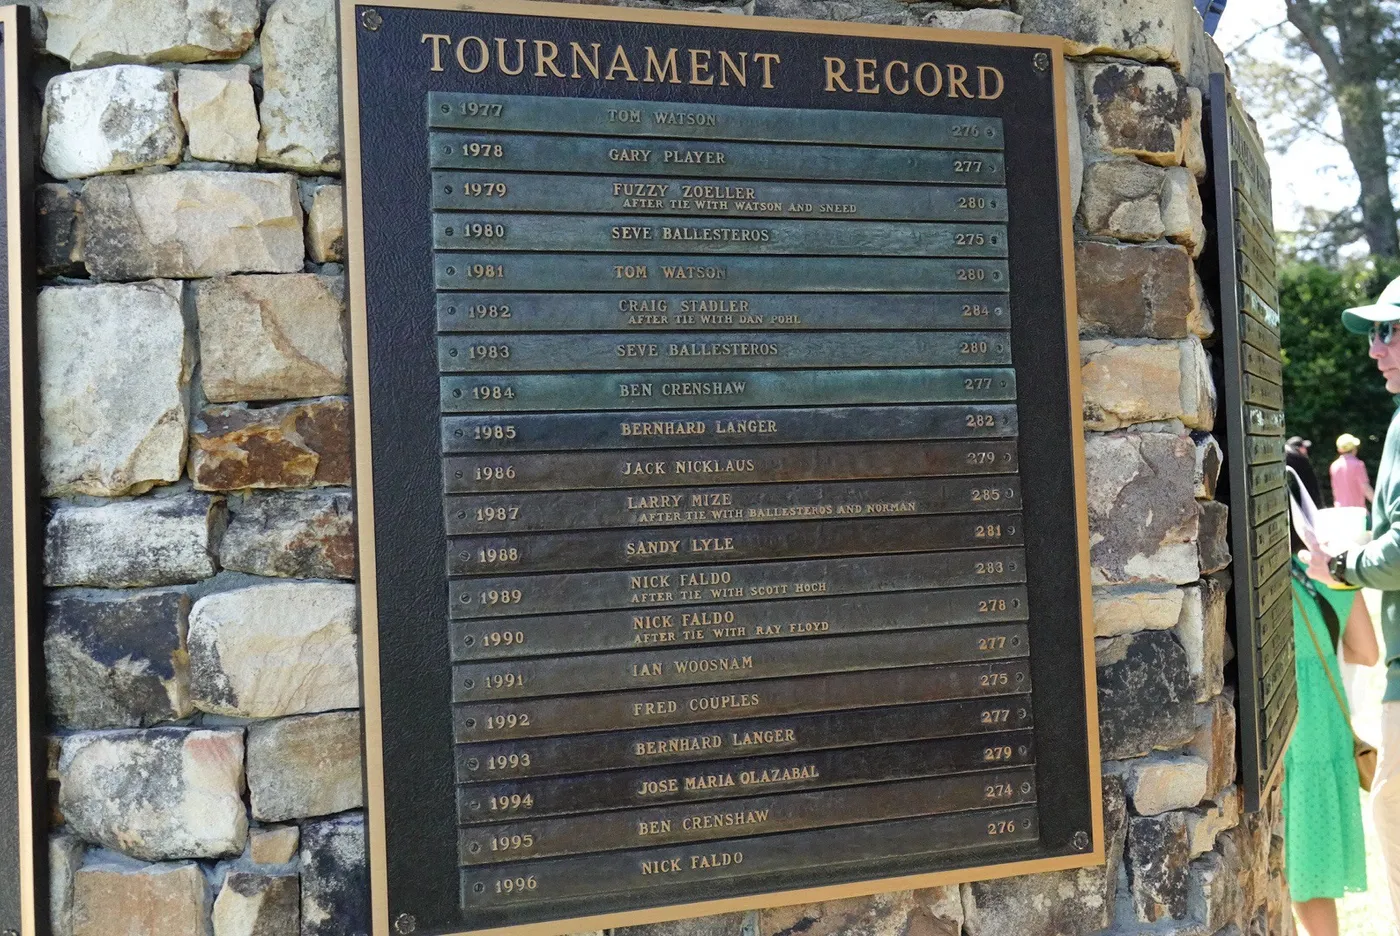 TOURNAMENT RECORD
1977 TOM WATSON 276
1978 GARY PLAYER 277
1979 FUZZY ZOELLER 280
AFTER TIE WITH WATSON AND SNEED
1980 SEVE BALLESTEROS 275
1981 TOM WATSON 280
1982 CRAIG STADLER 284
AFTER TIE WITH DAN POHL
1983 SEVE BALLESTEROS 280
1984 BEN CRENSHAW 277
1985 BERNHARD LANGER 282
1986 JACK NICKLAUS 279
1987 LARRY MIZE 285
AFTER TIE WITH BALLESTEROS AND NORMAN
1988 SANDY LYLE 281
1989 NICK FALDO 283
AFTER TIE WITH SCOTT HOCH
1990 NICK FALDO 278
AFTER TIE WITH RAY FLOYD
1991 IAN WOOSNAM 277
1992 FRED COUPLES 275
1993 BERNHARD LANGER 277
1994 JOSE MARIA OLAZABAL 279
1995 BEN CRENSHAW 274
1996 NICK FALDO 276